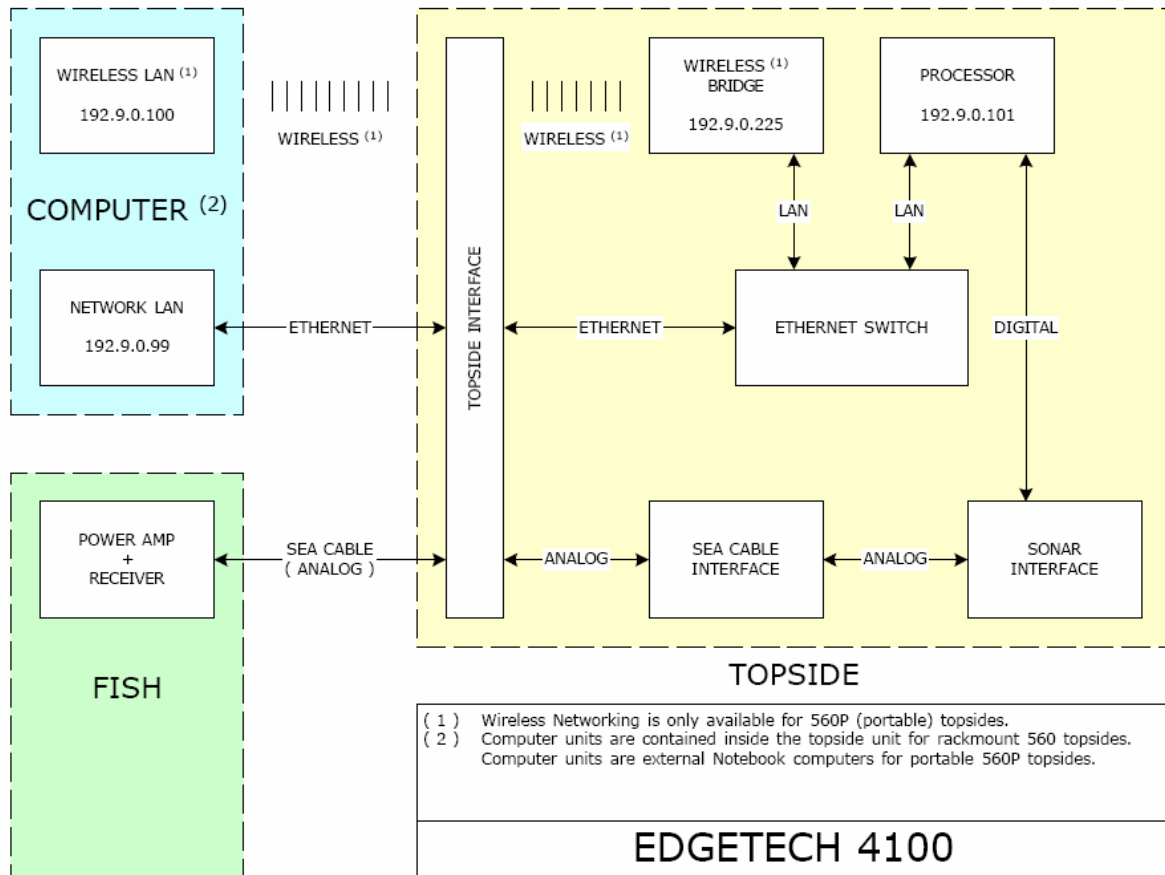 WIRELESS LAN (1)
192.9.0.100
COMPUTER (2)
NETWORK LAN
192.9.0.99
WIRELESS (1)
ETHERNET
POWER AMP
+
RECEIVER
FISH
SEA CABLE
( ANALOG )
TOPSIDE INTERFACE
WIRELESS (1)
WIRELESS (1)
BRIDGE
192.9.0.225
PROCESSOR
192.9.0.101
LAN
LAN
ETHERNET
ETHERNET SWITCH
DIGITAL
ANALOG
SEA CABLE
INTERFACE
ANALOG
SONAR
INTERFACE
TOPSIDE
( 1 ) Wireless Networking is only available for 560P (portable) topsides.
( 2 ) Computer units are contained inside the topside unit for rackmount 560 topsides.
Computer units are external Notebook computers for portable 560P topsides.
EDGETECH 4100